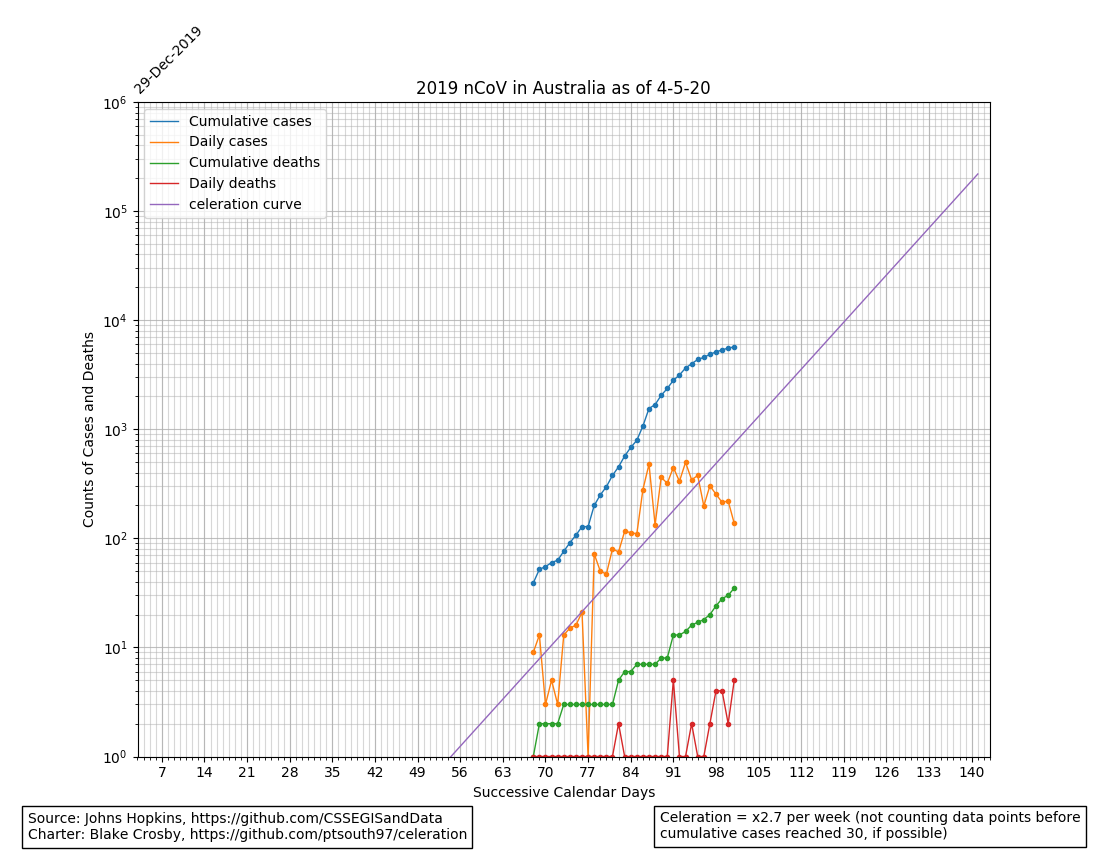 29-Dec-2019
2019 nCoV in Australia as of 4-5-20
Cumulative cases
Daily cases
Cumulative deaths
Daily deaths
celeration curve
10^6
10^5
10^4
10^3
10^2
10^1
10^0
Counts of Cases and Deaths
7 14 21 28 35 42 49 56 63 70 77 84 91 98 105 112 119 126 133 140
Successive Calendar Days
Source: Johns Hopkins, https://github.com/CSSEGISandData
Charter: Blake Crosby, https://github.com/ptsouth97/celeration
Celeration = x2.7 per week (not counting data points before
cumulative cases reached 30, if possible)